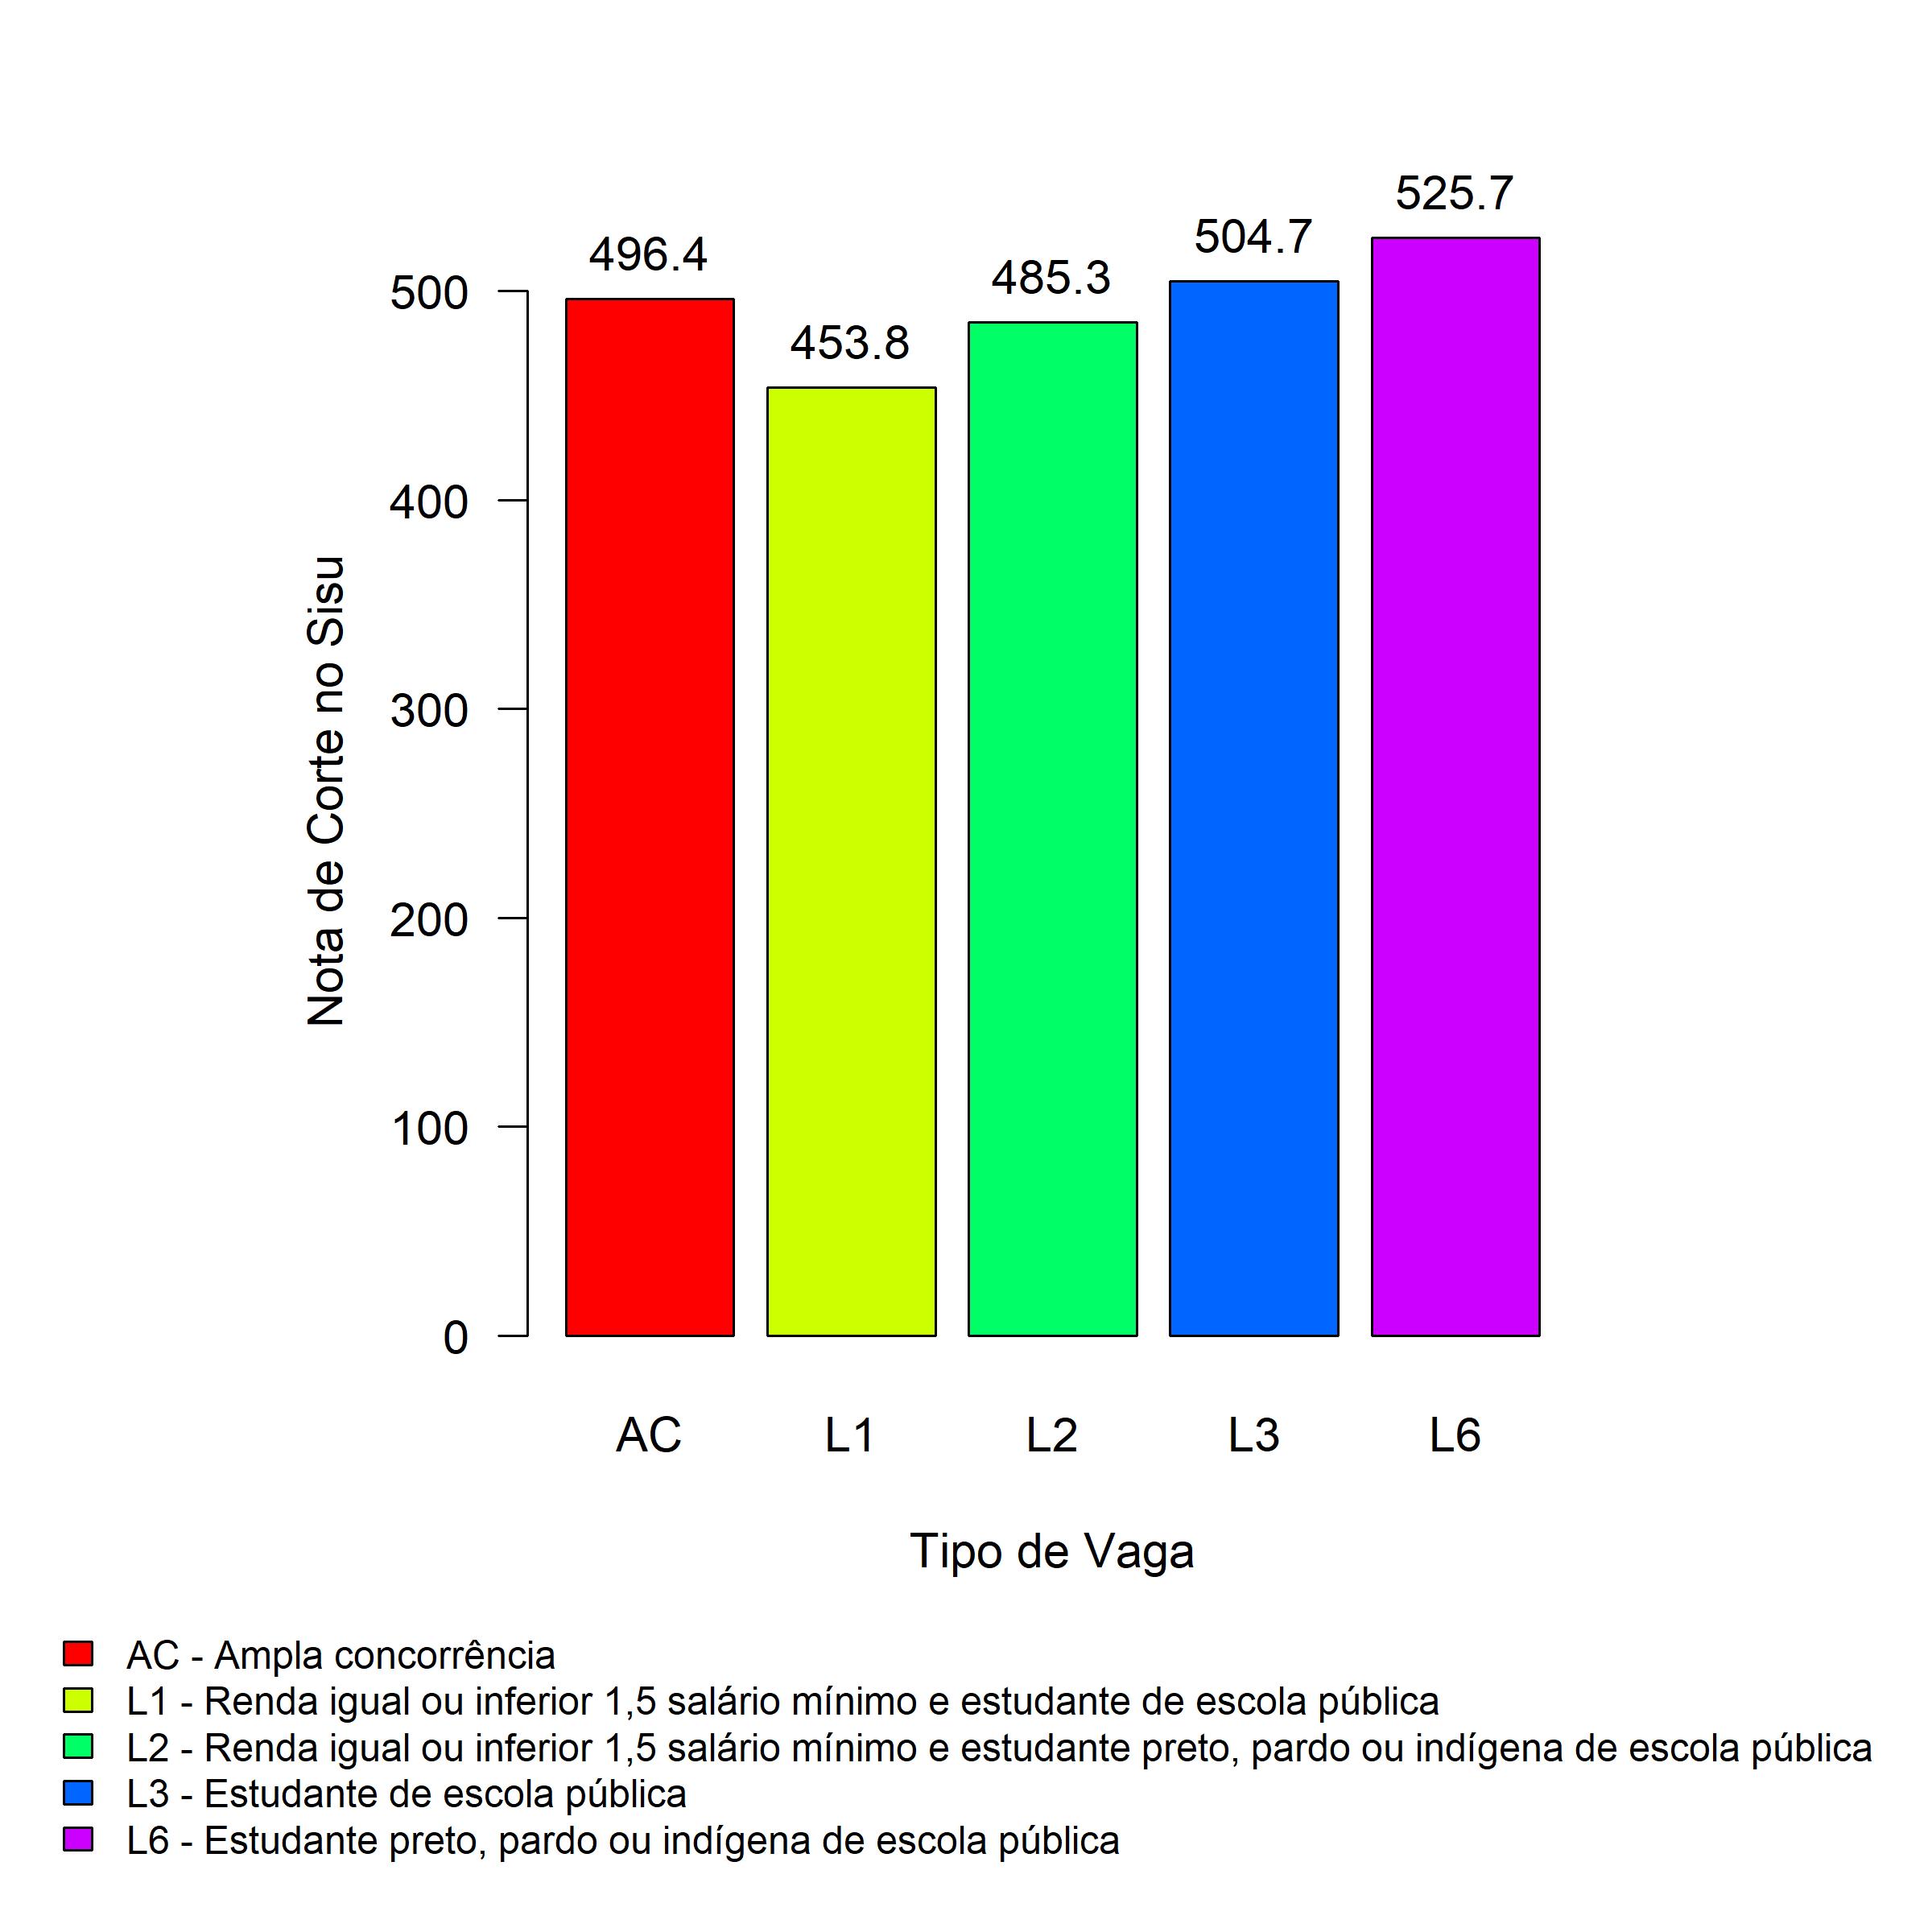 525.7
504.7
496.4
485.3
453.8
500
400
300
200
100
0
Nota de Corte no Sisu
AC L1 L2 L3 L6
Tipo de Vaga
AC - Ampla concorrência
L1 - Renda igual ou inferior 1,5 salário mínimo e estudante de escola pública
L2 - Renda igual ou inferior 1,5 salário mínimo e estudante preto, pardo ou indígena de escola pública
L3 - Estudante de escola pública
L6 - Estudante preto, pardo ou indígena de escola pública